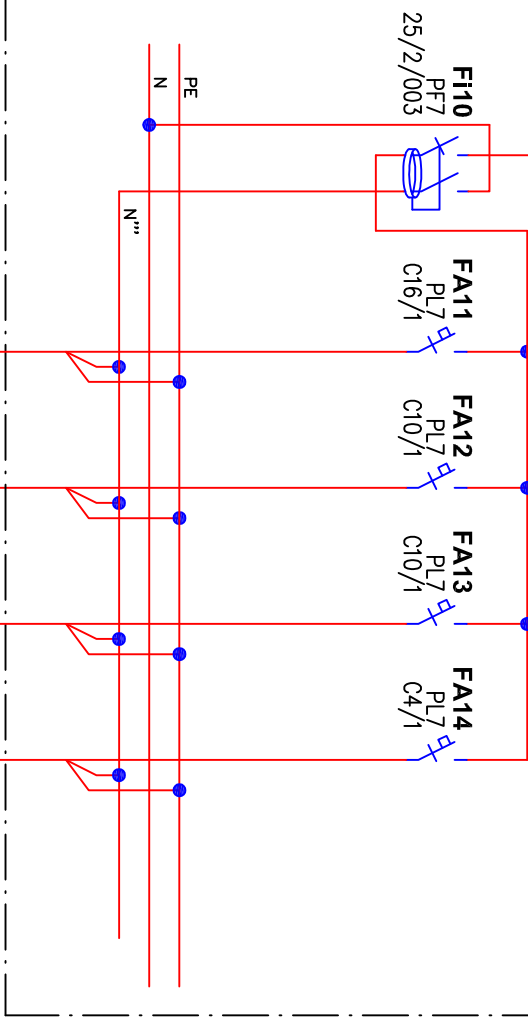 Fi10
PF7
25/2/003
PE
N
N'''
FA11
PL7
C16/1
FA12
PL7
C10/1
FA13
PL7
C10/1
FA14
PL7
C4/1